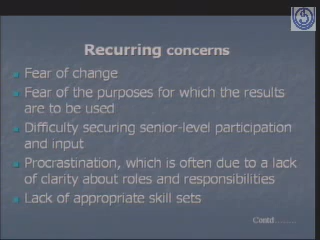 Recurring concerns
Fear of change
Fear of the purposes for which the results
are to be used
Difficulty securing senior-level participation
and input
Procrastination, which is often due to a lack
of clarity about roles and responsibilities
Lack of appropriate skill sets
Contd.........